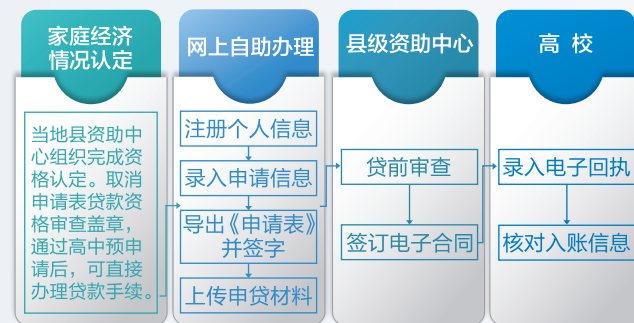 家庭经济
情况认定
当地县资助中
心组织完成资
格认定。取消
申请表贷款资
格审查盖章，
通过高中预申
请后，可直接
办理贷款手续。
网上自助办理
注册个人信息
录入申请信息
导出《申请表》
并签字
上传申贷材料
县级资助中心
贷前审查
签订电子合同
高 校
录入电子回执
核对入账信息